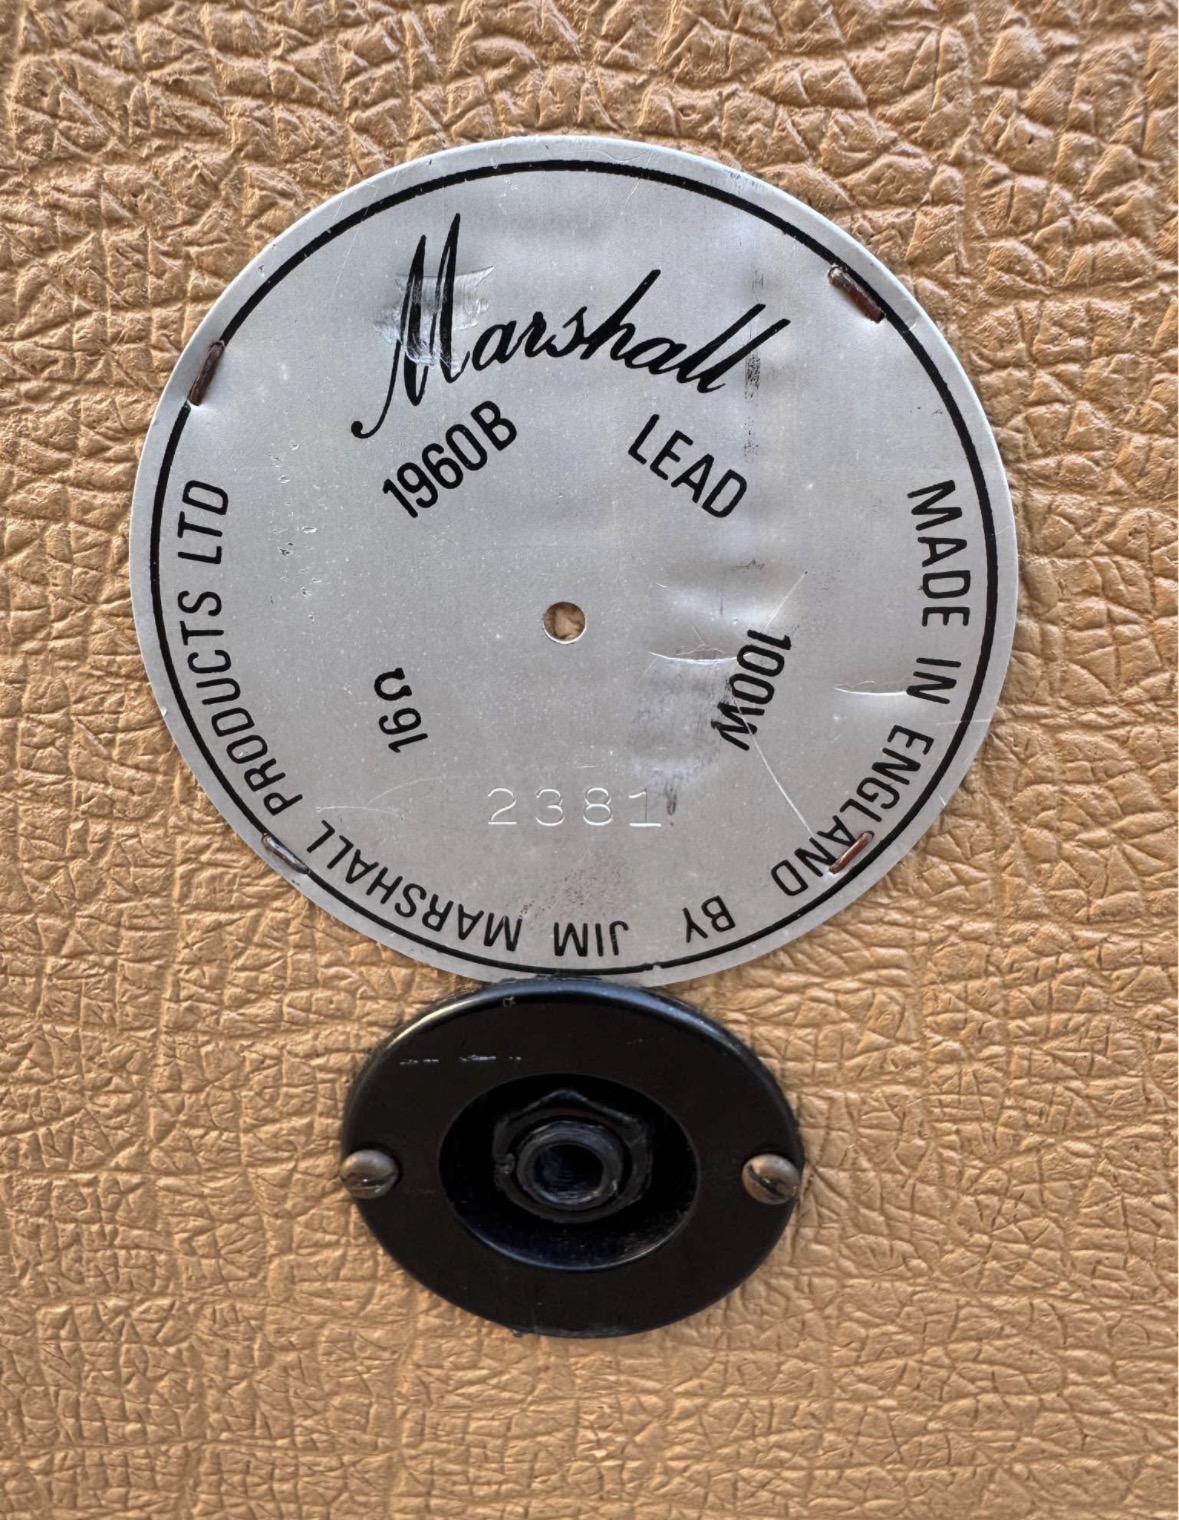 Marshall
1960B LEAD
16Ω 100W
2381
MADE IN ENGLAND BY JIM MARSHALL PRODUCTS LTD